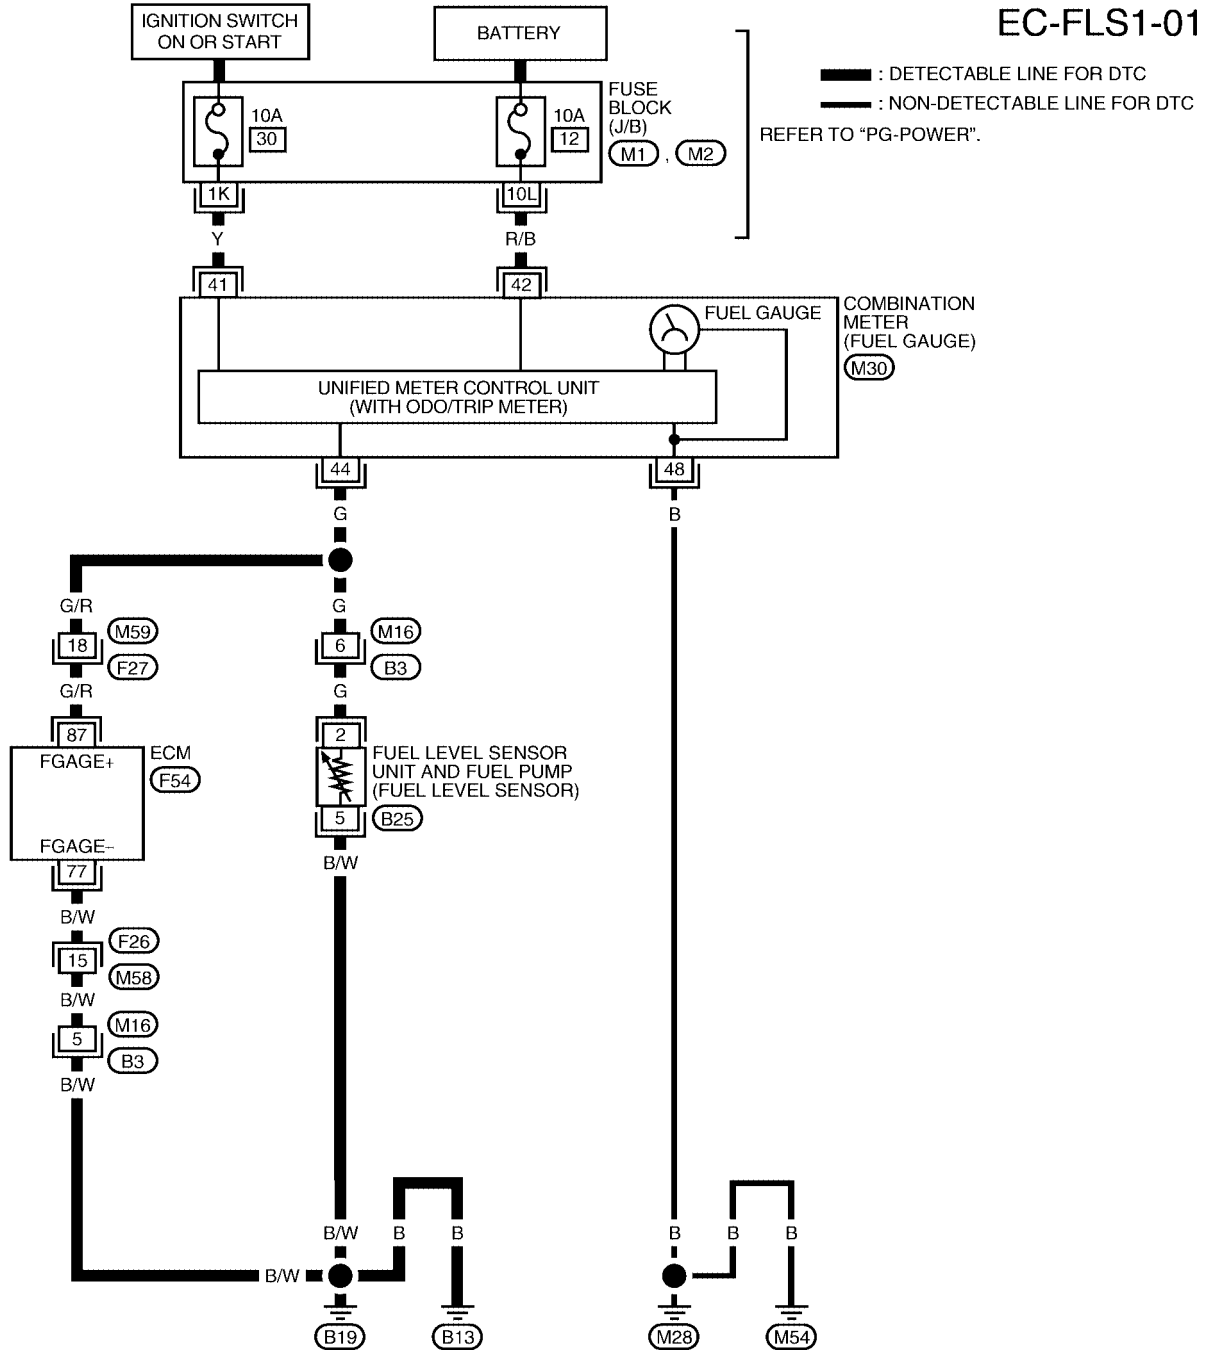 EC-FLS1-01
IGNITION SWITCH
ON OR START
BATTERY
: DETECTABLE LINE FOR DTC
: NON-DETECTABLE LINE FOR DTC
REFER TO “PG-POWER”.
10A
30
10A
12
FUSE
BLOCK
(J/B)
M1 , M2
1K
10L
Y
R/B
41
42
FUEL GAUGE
COMBINATION
METER
(FUEL GAUGE)
M30
UNIFIED METER CONTROL UNIT
(WITH ODO/TRIP METER)
44
48
G
B
G/R
G
18
M59
F27
6
M16
B3
G/R
G
87
FGAGE+
ECM
F54
FGAGE–
77
2
FUEL LEVEL SENSOR
UNIT AND FUEL PUMP
(FUEL LEVEL SENSOR)
5
B25
B/W
B/W
F26
15
M58
B/W
M16
5
B3
B/W
B/W
B
B
B
B
B
B/W
B19
B13
M28
M54